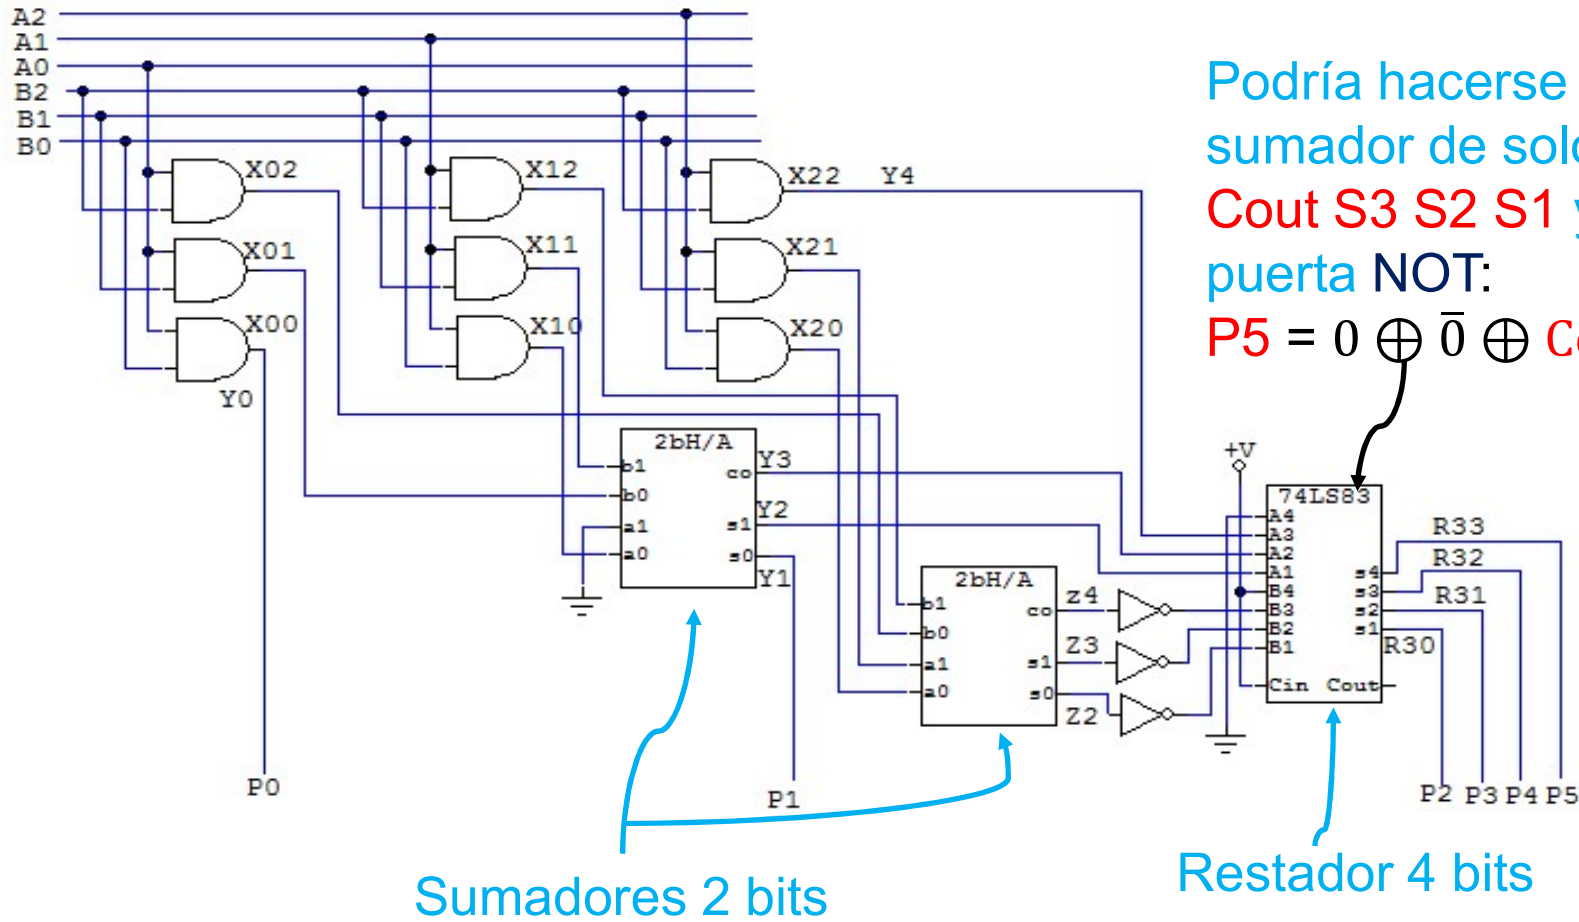 A2
A1
A0
B2
B1
B0
Podría hacerse
sumador de solo
Cout S3 S2 S1 y
puerta NOT:
P5 = 0 ⊕ 0̄ ⊕ C
X02
X12
X22 Y4
X01
X11
X21
X00
X10
X20
Y0
2bH/A
b1
b0
a1
a0
co
s1
s0
Y3
Y2
Y1
2bH/A
b1
b0
a1
a0
co
s1
s0
Z4
Z3
Z2
+V
74LS83
A4
A3
A2
A1
B4
B3
B2
B1
Cin Cout
s4
s3
s2
s1
R33
R32
R31
R30
P0
P1
P2 P3 P4 P5
Sumadores 2 bits
Restador 4 bits